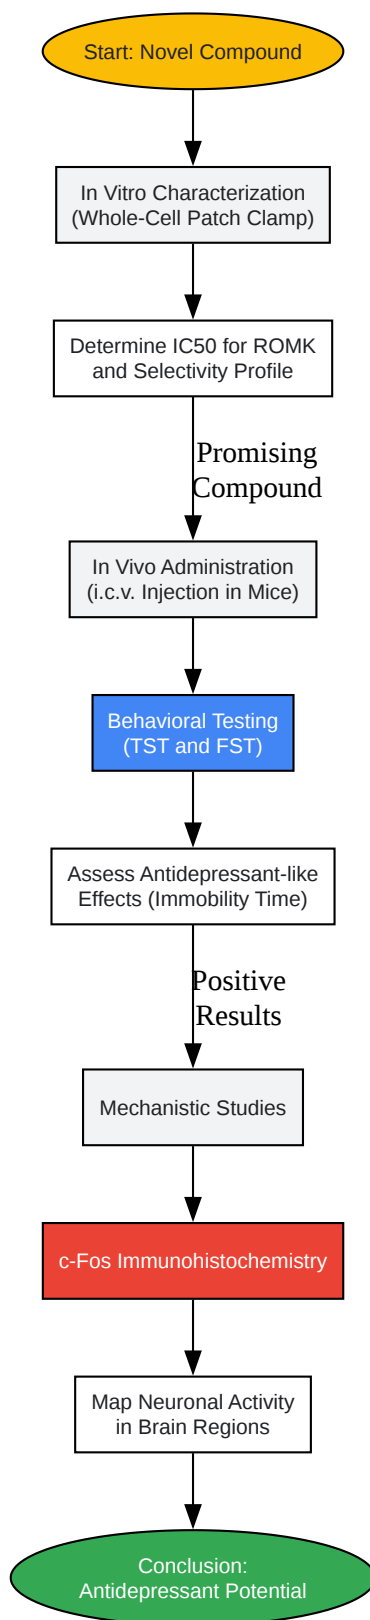 Start: Novel Compound
In Vitro Characterization
(Whole-Cell Patch Clamp)
Determine IC50 for ROMK
and Selectivity Profile
Promising
Compound
In Vivo Administration
(i.c.v. Injection in Mice)
Behavioral Testing
(TST and FST)
Assess Antidepressant-like
Effects (Immobility Time)
Positive
Results
Mechanistic Studies
c-Fos Immunohistochemistry
Map Neuronal Activity
in Brain Regions
Conclusion:
Antidepressant Potential